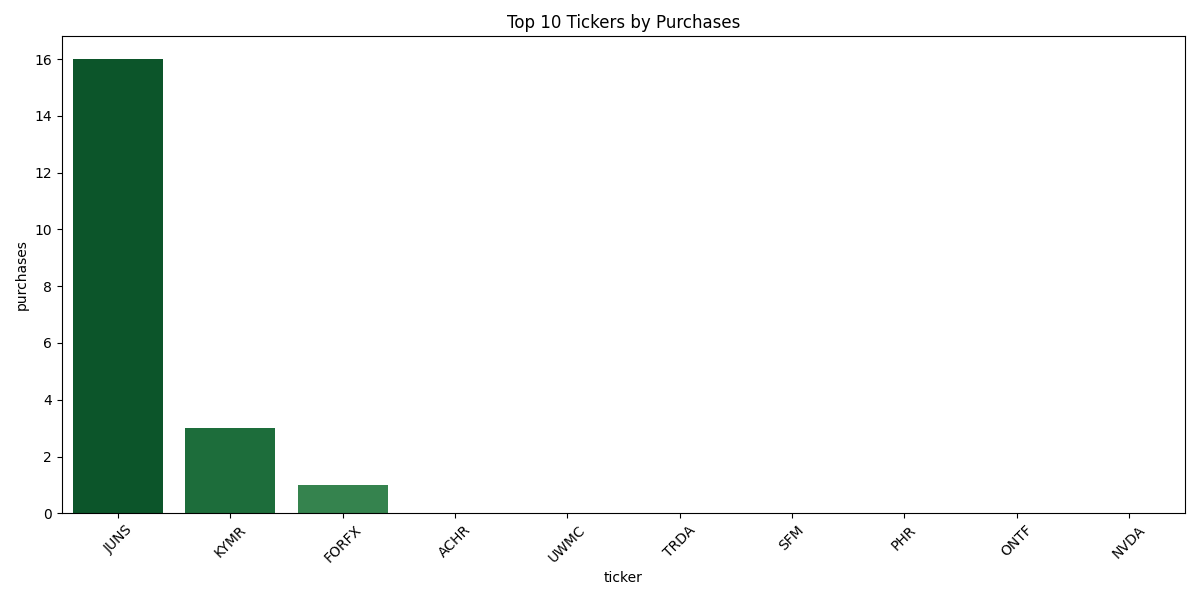 Top 10 Tickers by Purchases
purchases
16
14
12
10
8
6
4
2
0
JUNS KYMR FORFX ACHR UWMC TRDA SFM PHR ONTF NVDA
ticker